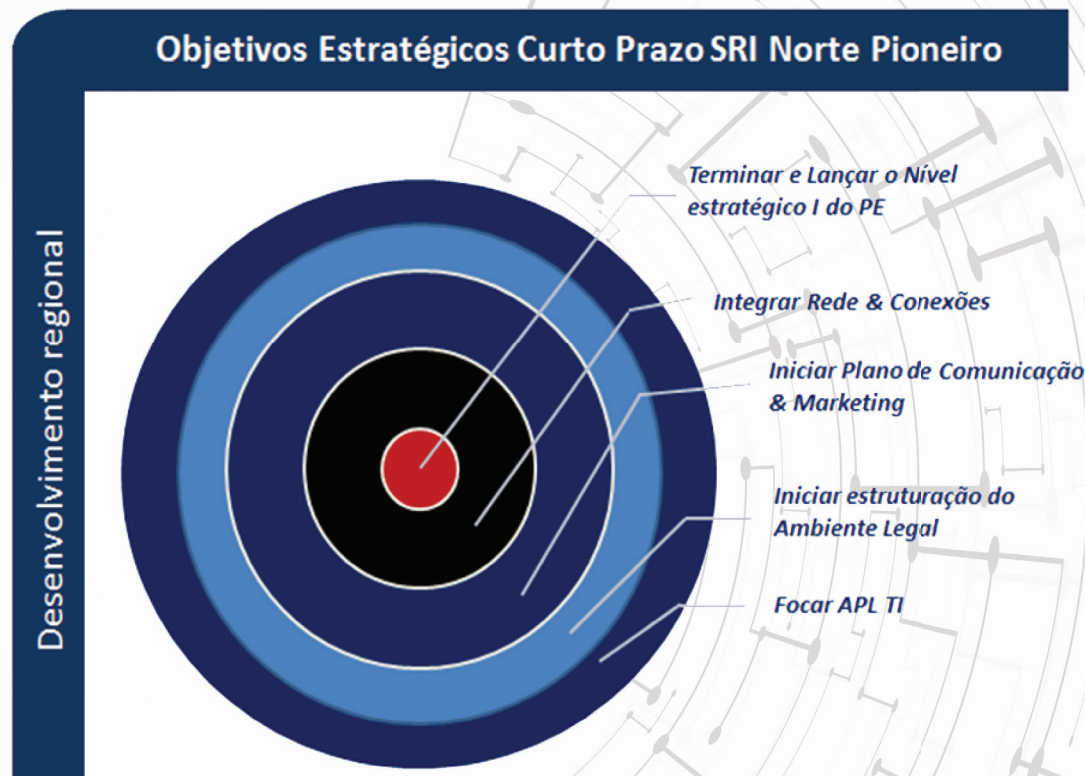 Objetivos Estratégicos Curto Prazo SRI Norte Pioneiro
Desenvolvimento regional
Terminar e Lançar o Nível
estratégico I do PE
Integrar Rede & Conexões
Iniciar Plano de Comunicação
& Marketing
Iniciar estruturação do
Ambiente Legal
Focar APL TI